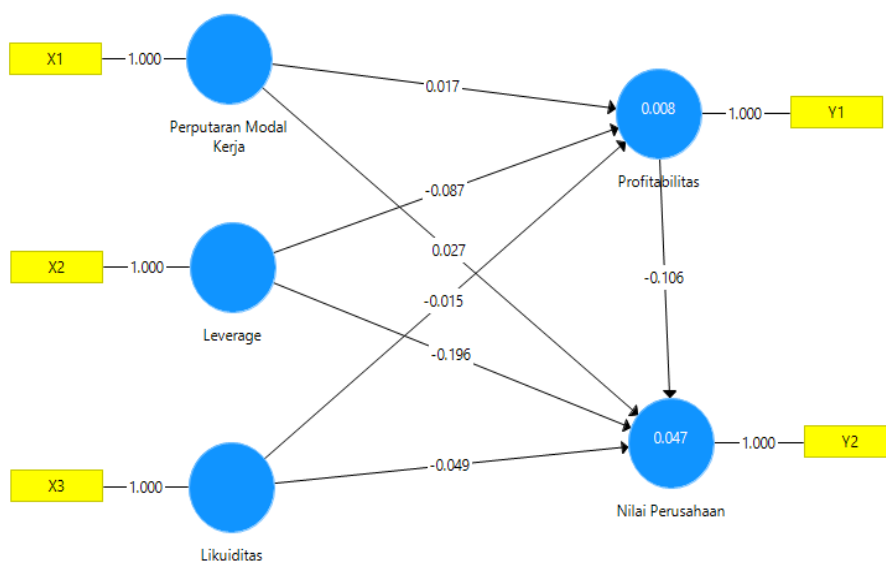 X1
1.000
Perputaran Modal
Kerja
0.017
0.008
1.000
Y1
Profitabilitas
-0.087
X2
1.000
Leverage
0.027
-0.015
-0.106
-0.196
X3
1.000
Likuiditas
-0.049
0.047
1.000
Y2
Nilai Perusahaan